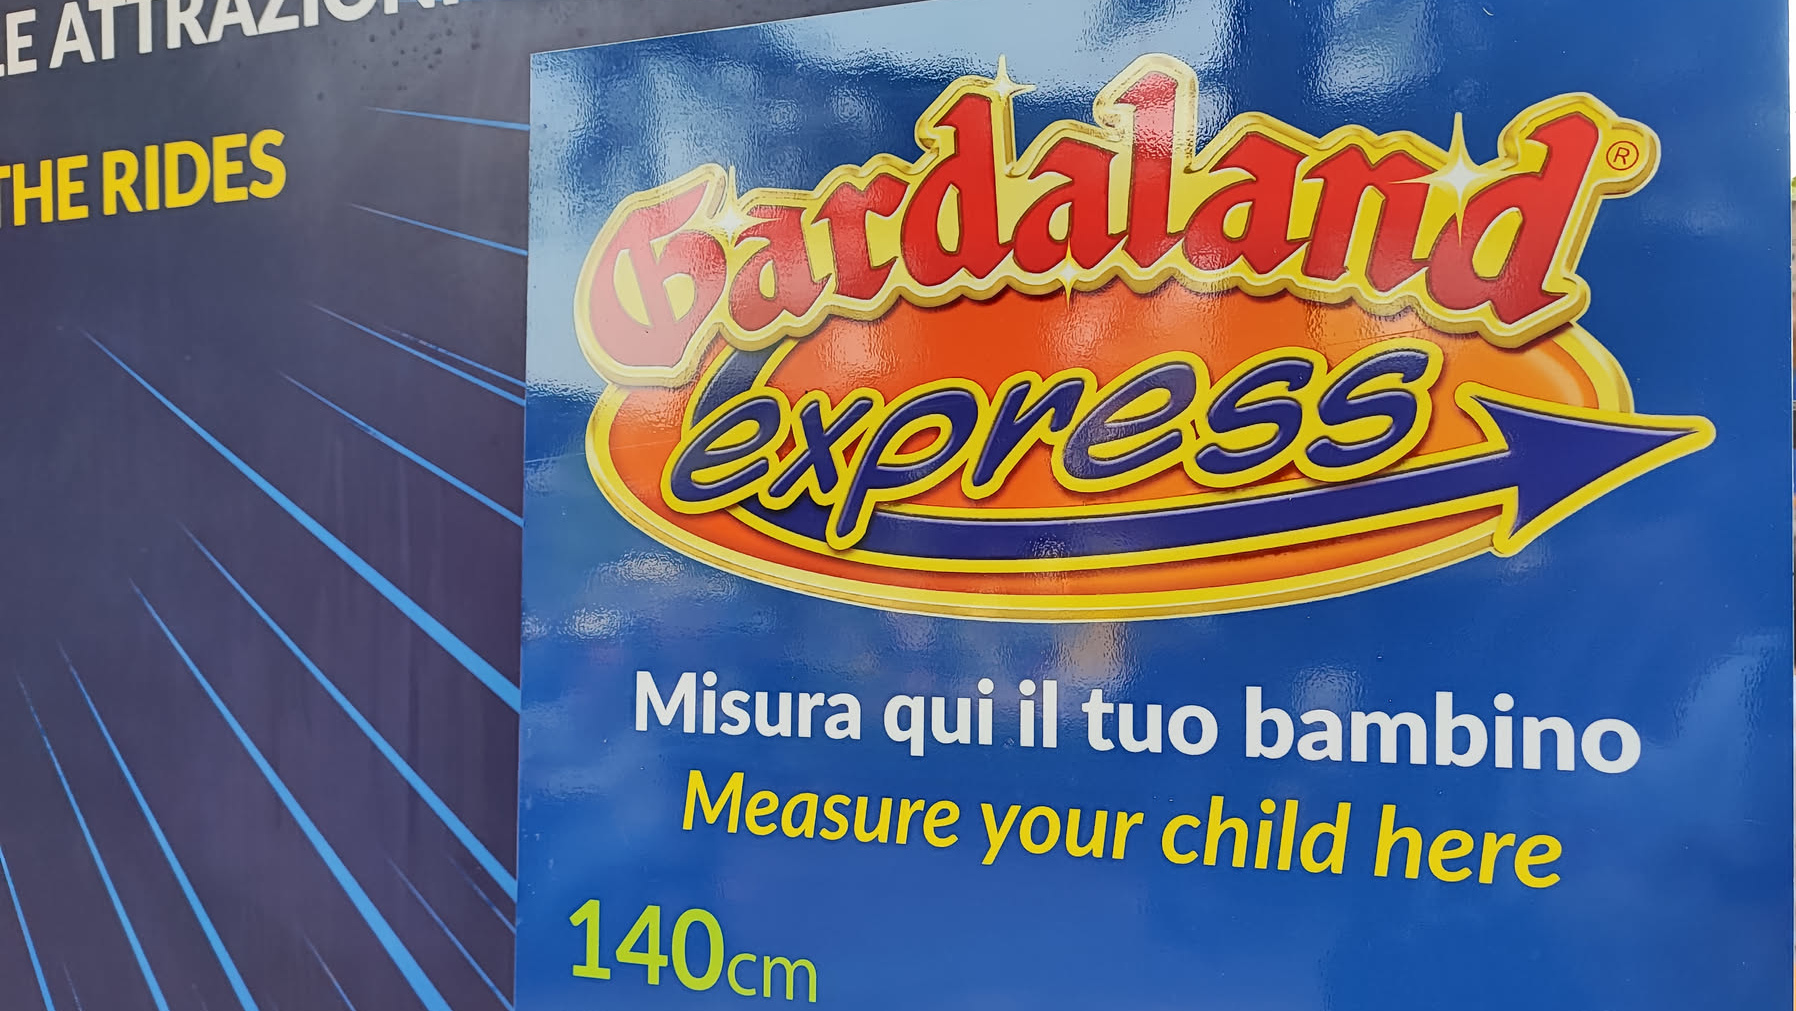 LE ATTRAZIONI
THE RIDES
Gardaland®
express
Misura qui il tuo bambino
Measure your child here
140cm